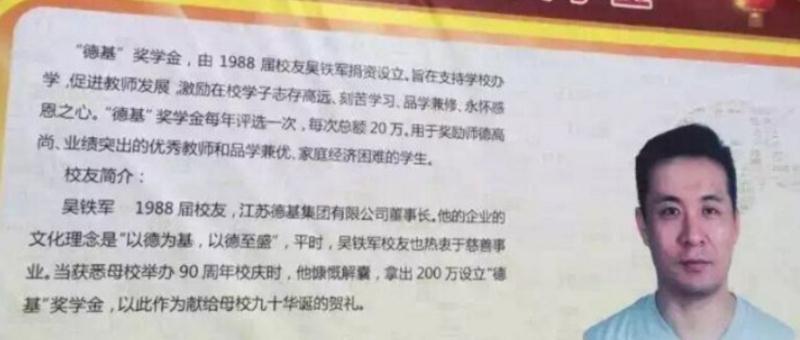 “德基”奖学金，由 1988 届校友吴铁军捐资设立。旨在支持学校办
学，促进教师发展，激励在校学子志存高远、刻苦学习、品学兼修、永怀感
恩之心。“德基”奖学金每年评选一次，每次总额 20 万。用于奖励师德高
尚、业绩突出的优秀教师和品学兼优、家庭经济困难的学生。
校友简介：
吴铁军 1988 届校友，江苏德基集团有限公司董事长。他的企业的
文化理念是“以德为基，以德至盛”，平时，吴铁军校友也热衷于慈善事
业。当获悉母校举办 90 周年校庆时，他慷慨解囊，拿出 200 万设立“德
基”奖学金，以此作为献给母校九十华诞的贺礼。